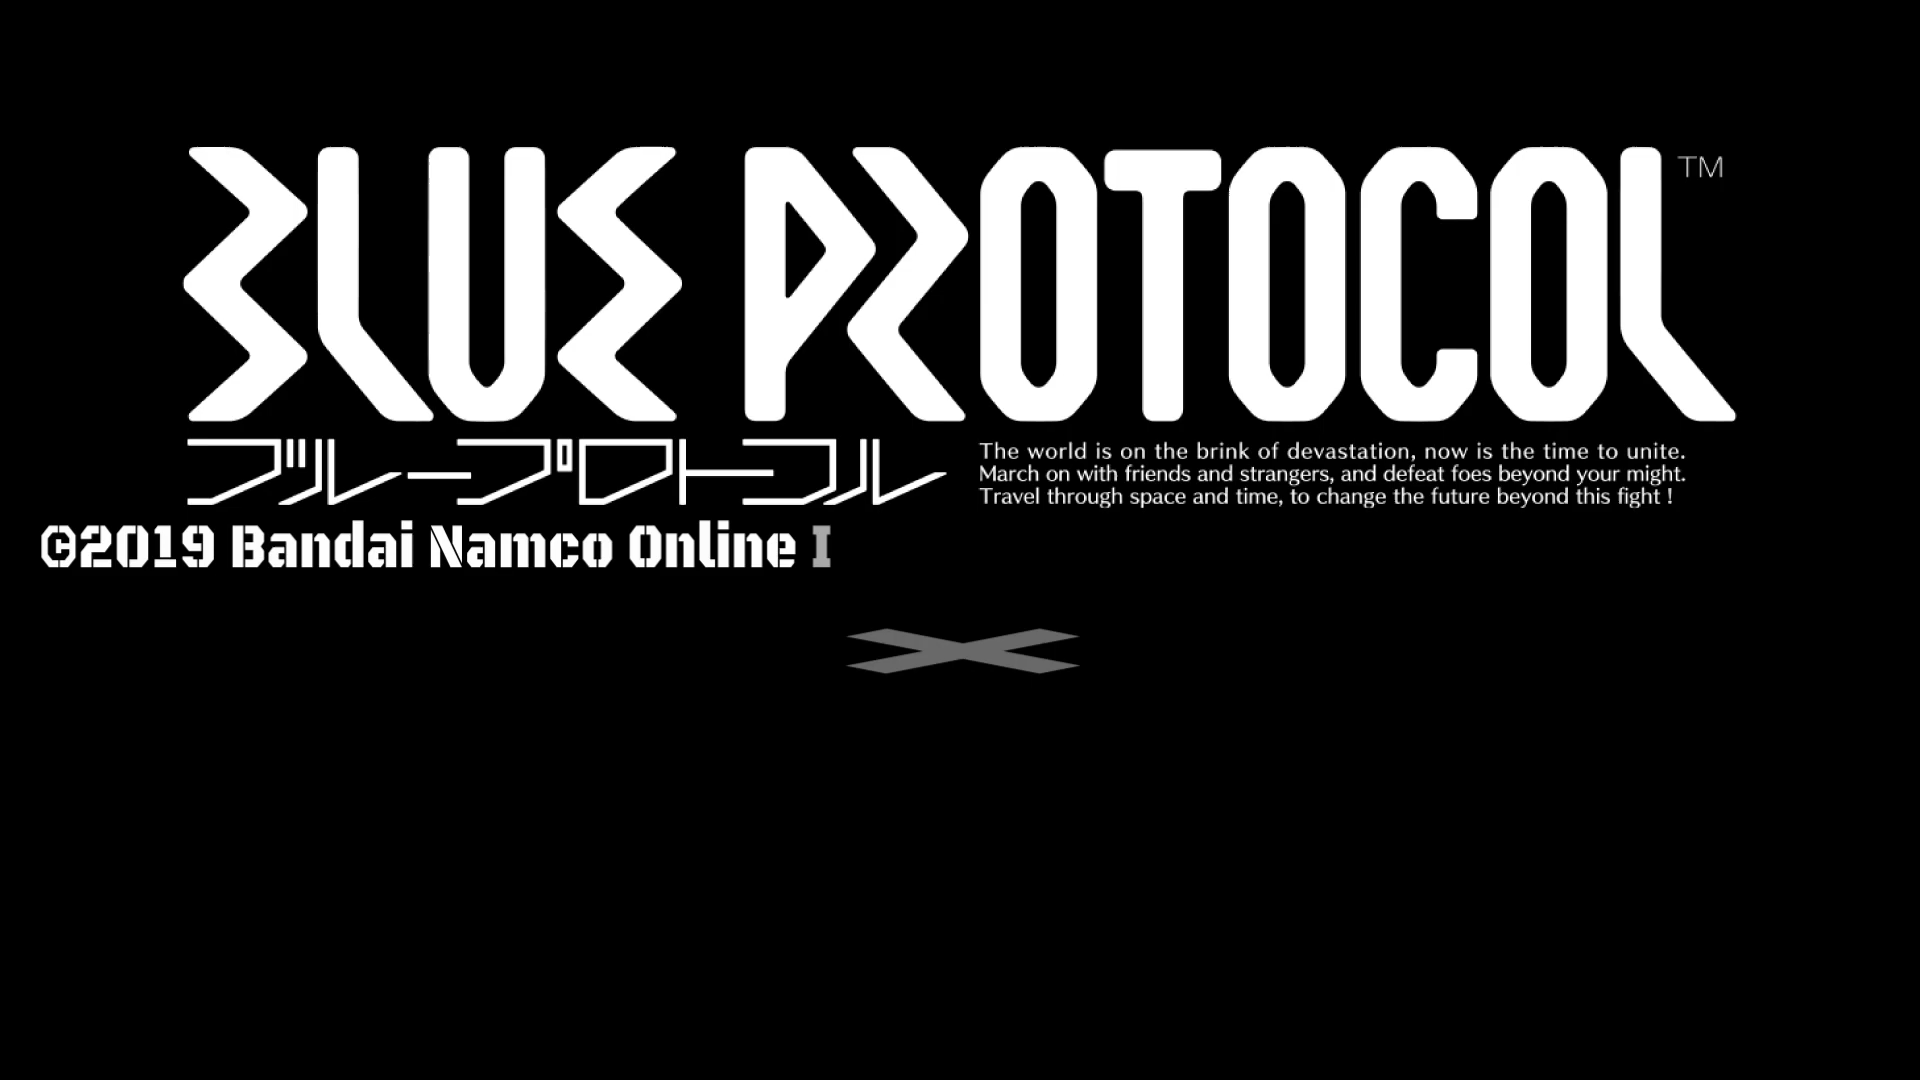 BLUE PROTOCOL™
ブループロトコル
The world is on the brink of devastation, now is the time to unite.
March on with friends and strangers, and defeat foes beyond your might.
Travel through space and time, to change the future beyond this fight !
©2019 Bandai Namco Online I